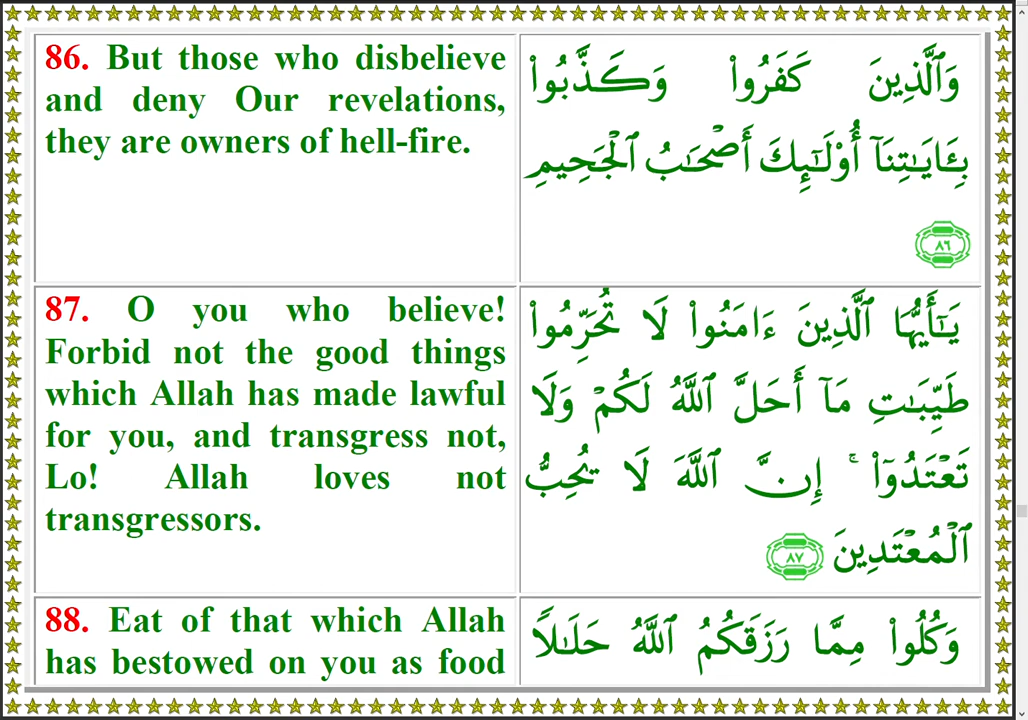 86. But those who disbelieve
and deny Our revelations,
they are owners of hell-fire.
وَٱلَّذِينَ كَفَرُوا۟ وَكَذَّبُوا۟
بِـَٔايَـٰتِنَآ أُو۟لَـٰٓئِكَ أَصْحَـٰبُ ٱلْجَحِيمِ
٨٦
87. O you who believe!
Forbid not the good things
which Allah has made lawful
for you, and transgress not,
Lo! Allah loves not
transgressors.
يَـٰٓأَيُّهَا ٱلَّذِينَ ءَامَنُوا۟ لَا تُحَرِّمُوا۟
طَيِّبَـٰتِ مَآ أَحَلَّ ٱللَّهُ لَكُمْ وَلَا
تَعْتَدُوٓا۟ ۚ إِنَّ ٱللَّهَ لَا يُحِبُّ
ٱلْمُعْتَدِينَ ٨٧
88. Eat of that which Allah
has bestowed on you as food
وَكُلُوا۟ مِمَّا رَزَقَكُمُ ٱللَّهُ حَلَـٰلًا